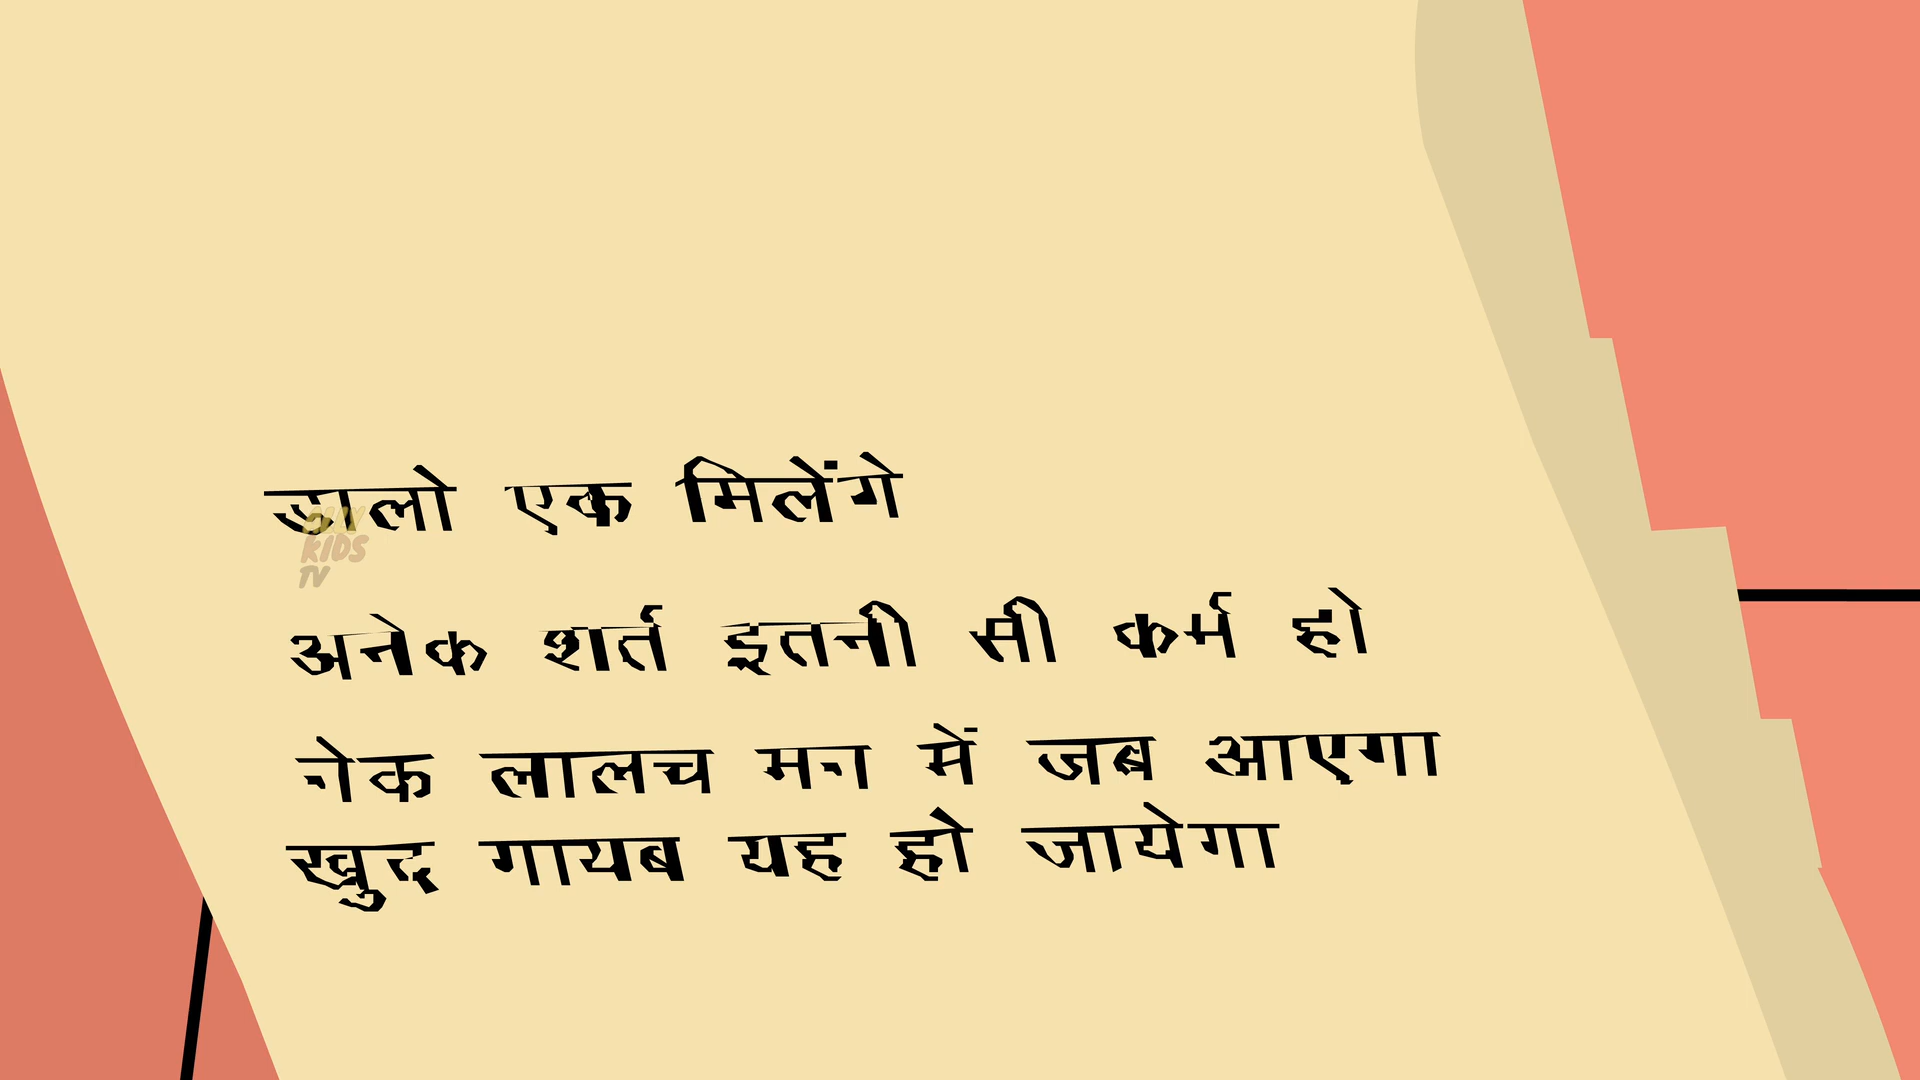 डालो एक मिलेंगे
KIDS
TV
अनेक शर्त इतनी सी कर्म हो
नेक लालच मन में जब आएगा
खुद गायब यह हो जायेगा